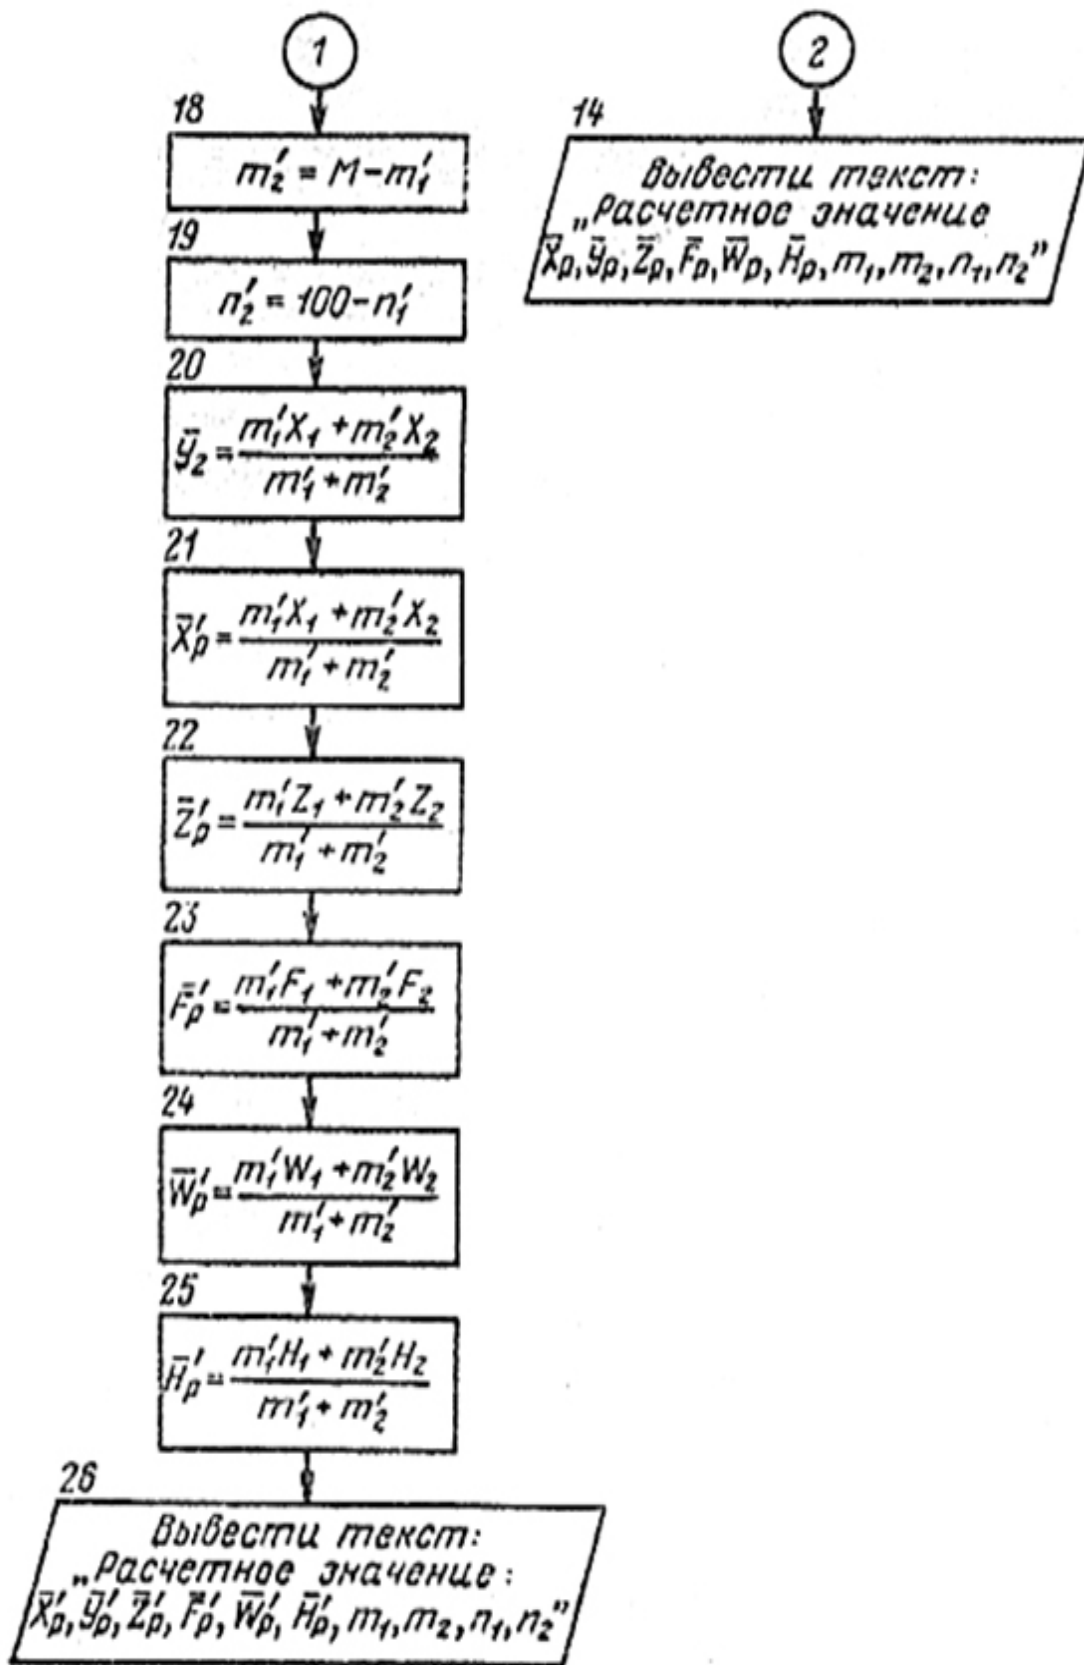 1
18
m₂′ = M − m₁′
19
n₂′ = 100 − n₁′
20
ȳ₂ = (m₁′X₁ + m₂′X₂) / (m₁′ + m₂′)
21
X̄ₚ′ = (m₁′X₁ + m₂′X₂) / (m₁′ + m₂′)
22
Z̄ₚ′ = (m₁′Z₁ + m₂′Z₂) / (m₁′ + m₂′)
23
F̄ₚ′ = (m₁′F₁ + m₂′F₂) / (m₁′ + m₂′)
24
W̄ₚ′ = (m₁′W₁ + m₂′W₂) / (m₁′ + m₂′)
25
H̄ₚ′ = (m₁′H₁ + m₂′H₂) / (m₁′ + m₂′)
26
Вывести текст:
„Расчетное значение:
X̄ₚ′, ȳₚ′, Z̄ₚ′, F̄ₚ′, W̄ₚ′, H̄ₚ′, m₁, m₂, n₁, n₂”
2
14
Вывести текст:
„Расчетное значение
X̄ₚ, ȳₚ, Z̄ₚ, F̄ₚ, W̄ₚ, H̄ₚ, m₁, m₂, n₁, n₂”